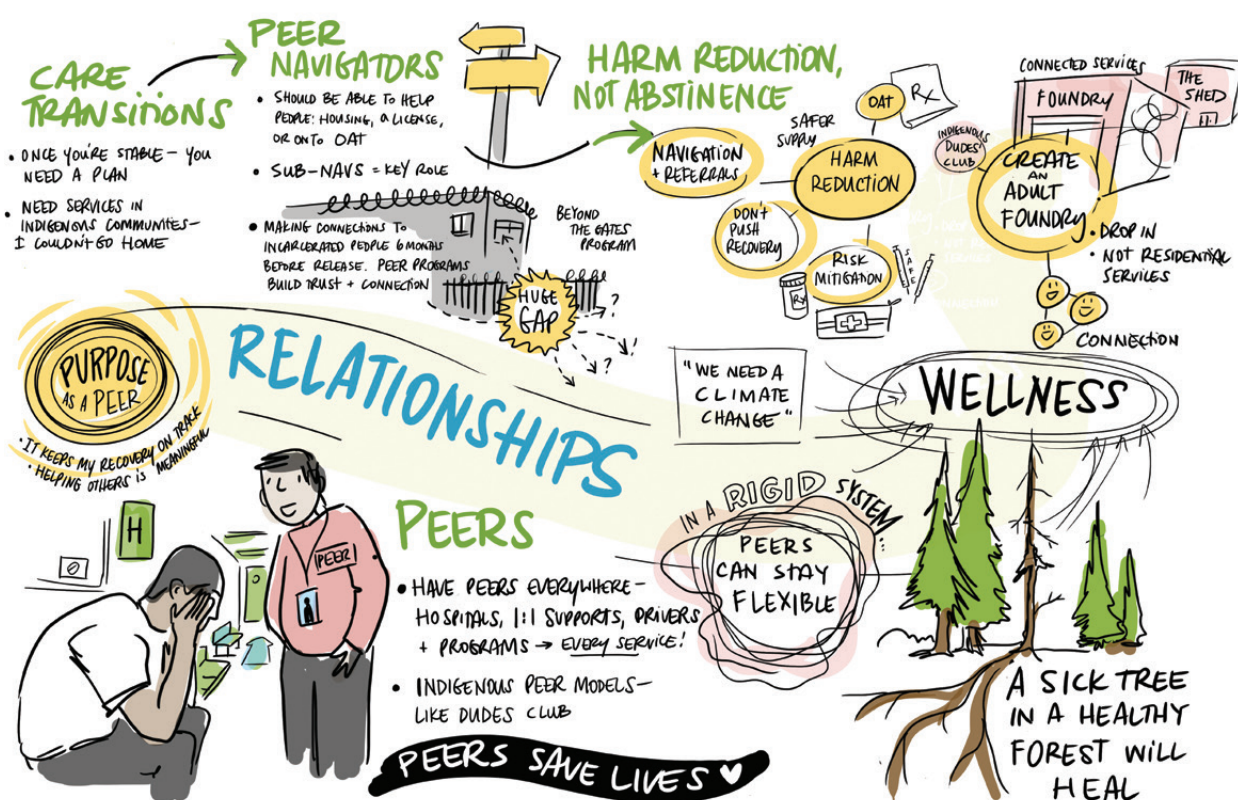 CARE
TRANSITIONS
• ONCE YOU'RE STABLE – YOU
NEED A PLAN
• NEED SERVICES IN
INDIGENOUS COMMUNITIES –
I COULDN'T GO HOME
PEER
NAVIGATORS
• SHOULD BE ABLE TO HELP
PEOPLE: HOUSING, A LICENSE,
OR ONTO OAT
• SUB-NAVS = KEY ROLE
• MAKING CONNECTIONS TO
INCARCERATED PEOPLE 6 MONTHS
BEFORE RELEASE. PEER PROGRAMS
BUILD TRUST + CONNECTION
BEYOND
THE GATES
PROGRAM
HUGE
GAP
?
?
!
?
HARM REDUCTION,
NOT ABSTINENCE
NAVIGATION
+ REFERRALS
SAFER
SUPPLY
OAT
Rx
HARM
REDUCTION
DON'T
PUSH
RECOVERY
RISK
MITIGATION
Rx
SAFE
CONNECTED SERVICES
FOUNDRY
THE
SHED
INDIGENOUS
DUDES'
CLUB
CREATE
AN
ADULT
FOUNDRY
• DROP IN
• NOT RESIDENTIAL
SERVICES
CONNECTION
PURPOSE
AS A PEER
• IT KEEPS MY RECOVERY ON TRACK
• HELPING OTHERS IS MEANINGFUL
RELATIONSHIPS
"WE NEED A
CLIMATE
CHANGE"
WELLNESS
H
PEER
PEERS
• HAVE PEERS EVERYWHERE –
HOSPITALS, 1:1 SUPPORTS, DRIVERS
+ PROGRAMS → EVERY SERVICE!
• INDIGENOUS PEER MODELS –
LIKE DUDES CLUB
PEERS SAVE LIVES ♥
IN A RIGID SYSTEM...
PEERS
CAN STAY
FLEXIBLE
A SICK TREE
IN A HEALTHY
FOREST WILL
HEAL